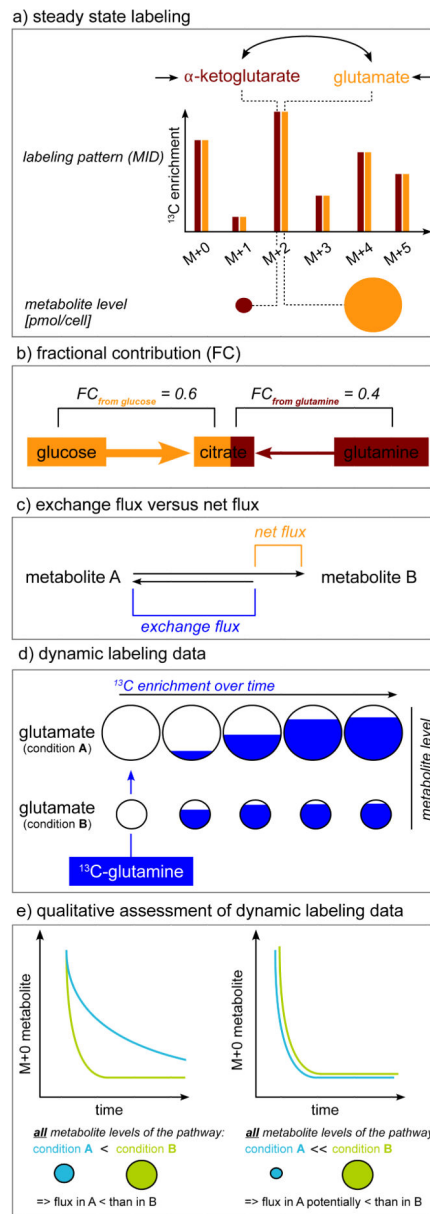 a) steady state labeling
α-ketoglutarate
glutamate
labeling pattern (MID)
¹³C enrichment
M+0
M+1
M+2
M+3
M+4
M+5
metabolite level
[pmol/cell]
b) fractional contribution (FC)
FC from glucose = 0.6
FC from glutamine = 0.4
glucose
citrate
glutamine
c) exchange flux versus net flux
net flux
metabolite A
metabolite B
exchange flux
d) dynamic labeling data
¹³C enrichment over time
glutamate
(condition A)
metabolite level
glutamate
(condition B)
¹³C-glutamine
e) qualitative assessment of dynamic labeling data
M+0 metabolite
time
all metabolite levels of the pathway:
condition A < condition B
=> flux in A < than in B
M+0 metabolite
time
all metabolite levels of the pathway:
condition A << condition B
=> flux in A potentially < than in B